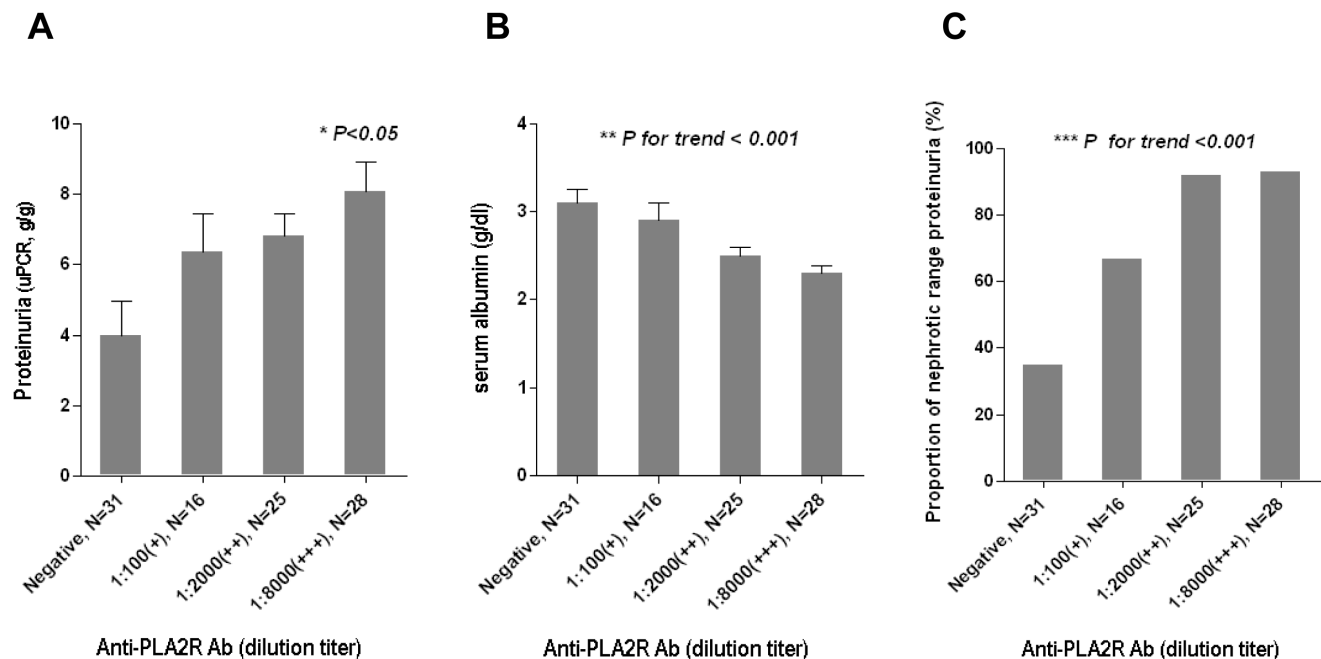 A
Proteinuria (uPCR, g/g)
10
8
6
4
2
0
* P<0.05
Negative, N=31
1:100(+), N=16
1:2000(++), N=25
1:8000(+++), N=28
Anti-PLA2R Ab (dilution titer)
B
serum albumin (g/dl)
4
3
2
1
0
** P for trend < 0.001
Negative, N=31
1:100(+), N=16
1:2000(++), N=25
1:8000(+++), N=28
Anti-PLA2R Ab (dilution titer)
C
Proportion of nephrotic range proteinuria (%)
100
80
60
40
20
0
*** P for trend <0.001
Negative, N=31
1:100(+), N=16
1:2000(++), N=25
1:8000(+++), N=28
Anti-PLA2R Ab (dilution titer)